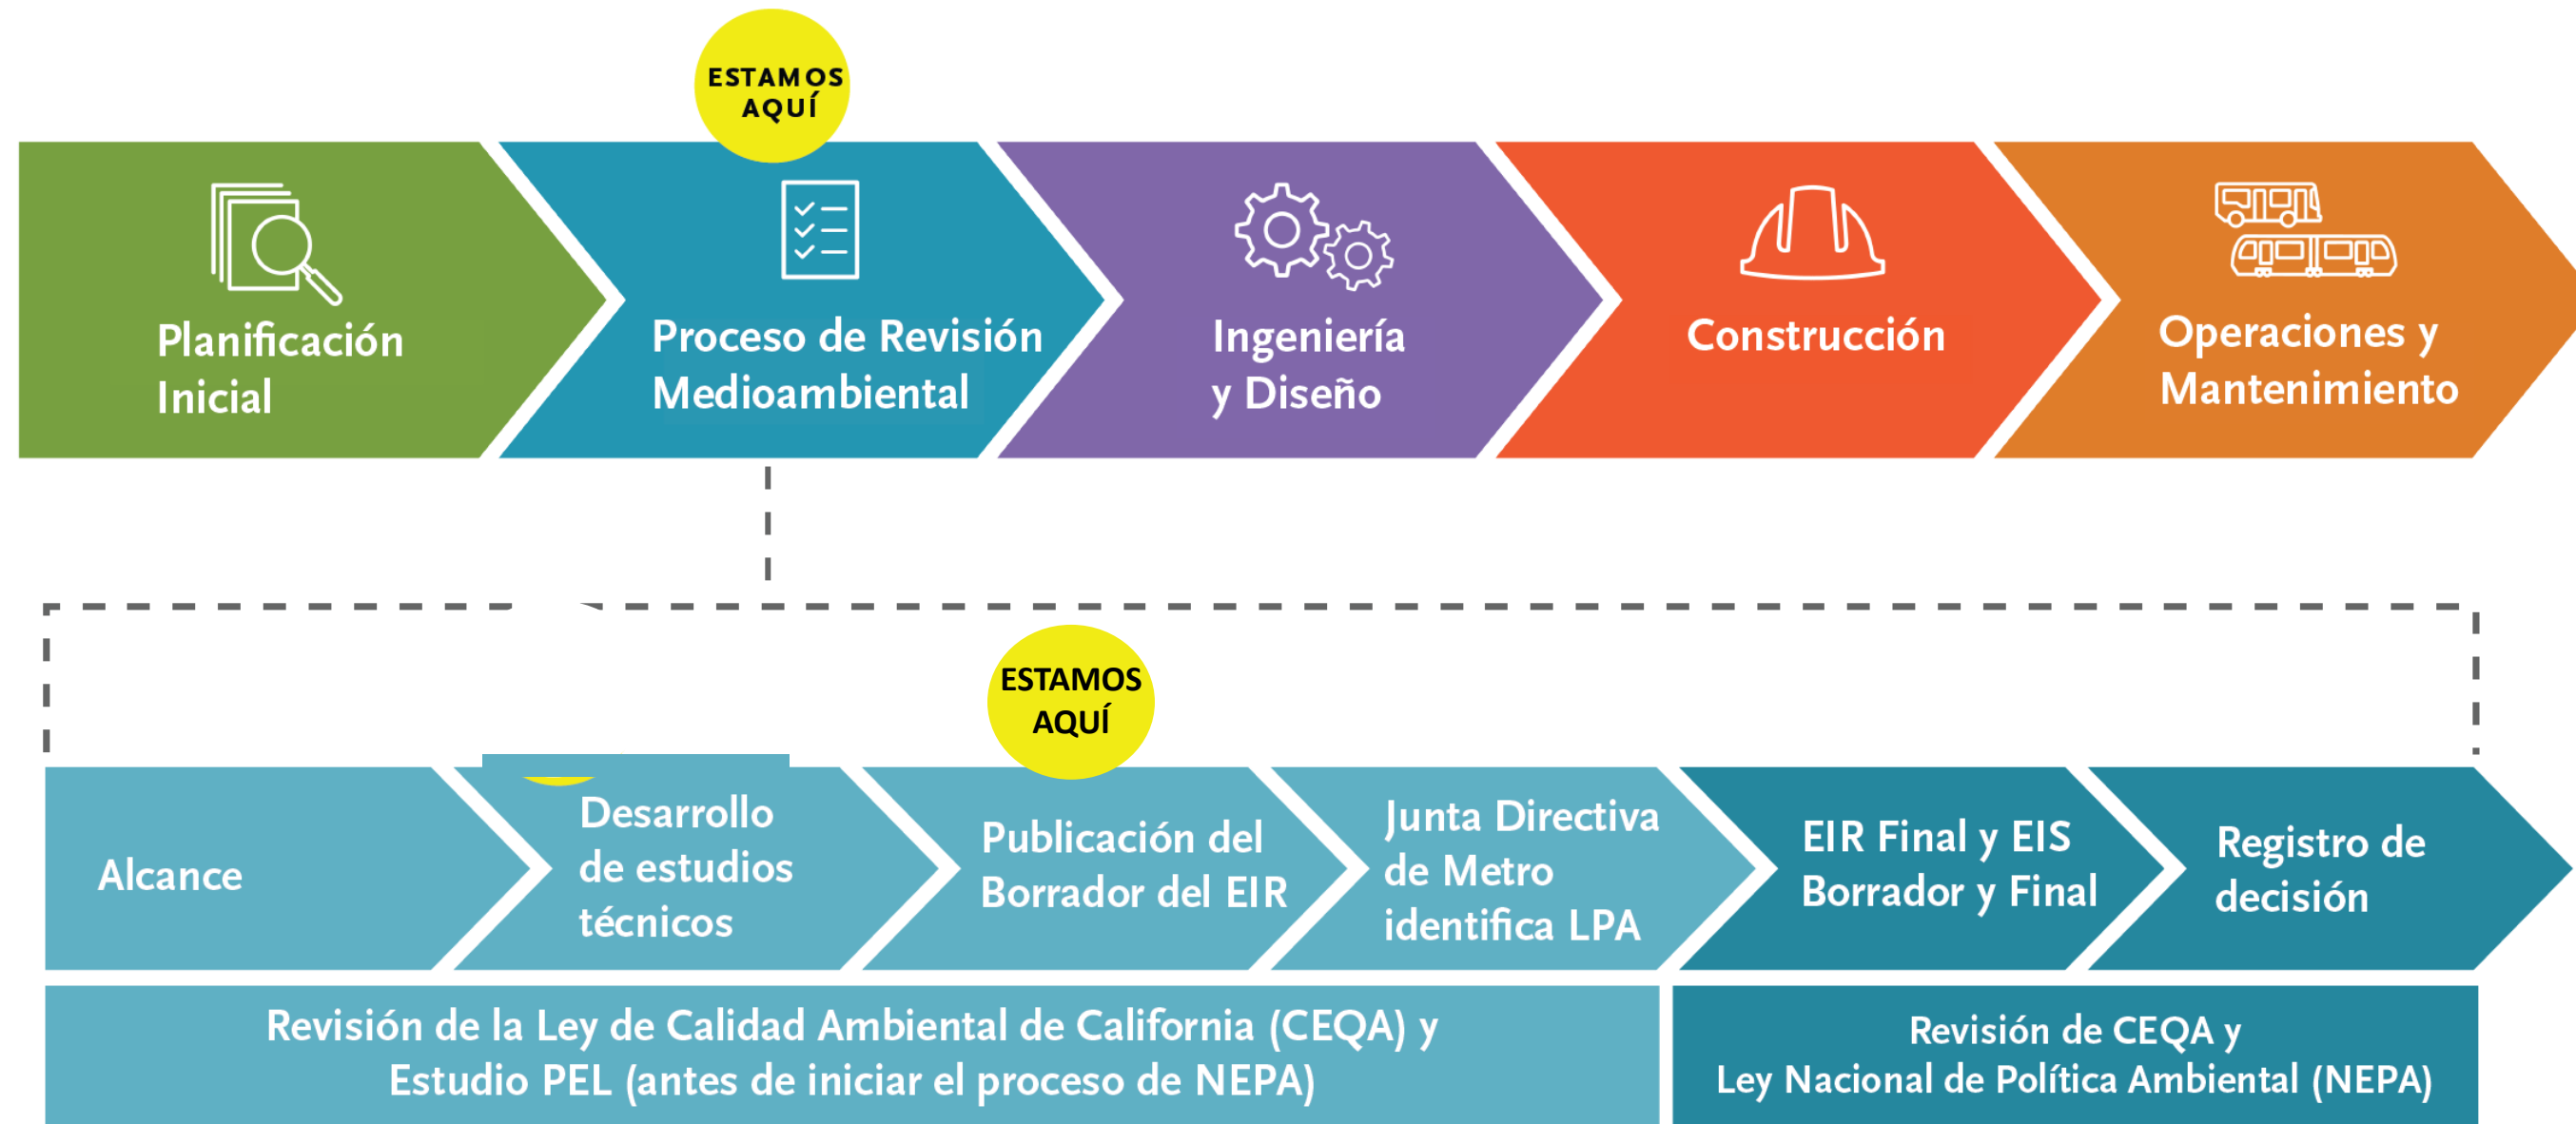 ESTAMOS
AQUÍ
Planificación
Inicial
Proceso de Revisión
Medioambiental
Ingeniería
y Diseño
Construcción
Operaciones y
Mantenimiento
ESTAMOS
AQUÍ
Alcance
Desarrollo
de estudios
técnicos
Publicación del
Borrador del EIR
Junta Directiva
de Metro
identifica LPA
EIR Final y EIS
Borrador y Final
Registro de
decisión
Revisión de la Ley de Calidad Ambiental de California (CEQA) y
Estudio PEL (antes de iniciar el proceso de NEPA)
Revisión de CEQA y
Ley Nacional de Política Ambiental (NEPA)